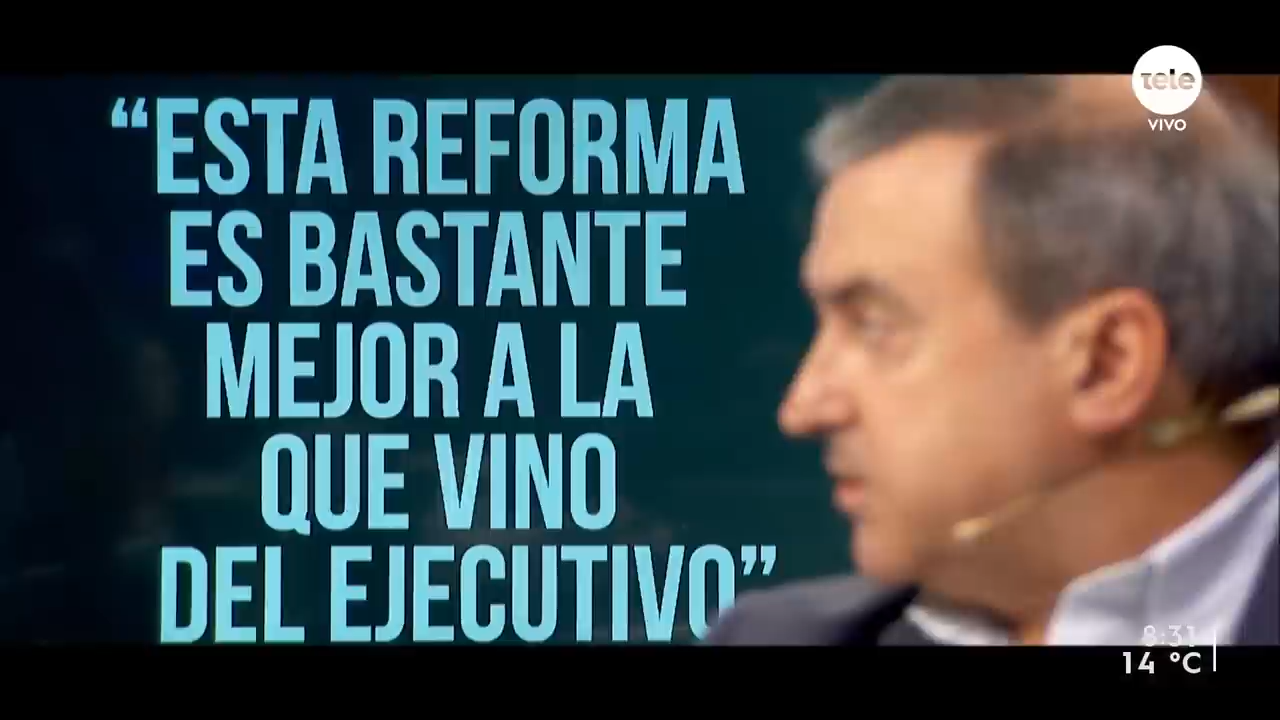 “ESTA REFORMA
ES BASTANTE
MEJOR A LA
QUE VINO
DEL EJECUTIVO”
tele
VIVO
8:31
14 °C